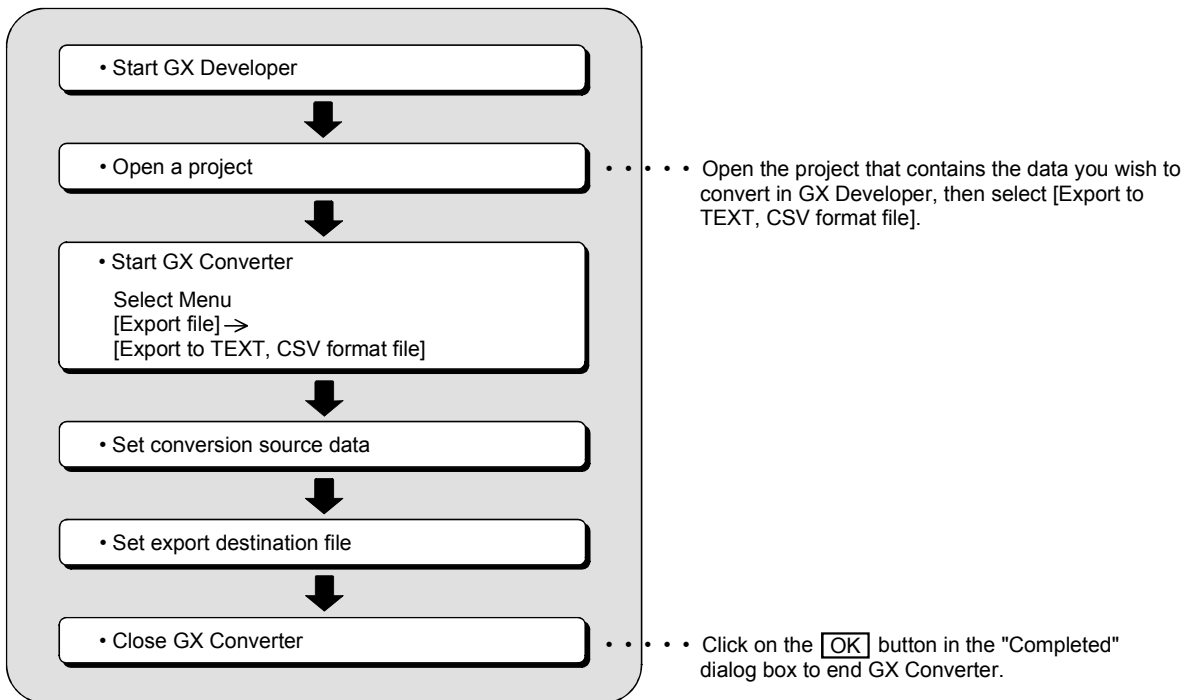 • Start GX Developer
• Open a project
• • • • • Open the project that contains the data you wish to
convert in GX Developer, then select [Export to
TEXT, CSV format file].
• Start GX Converter
Select Menu
[Export file] →
[Export to TEXT, CSV format file]
• Set conversion source data
• Set export destination file
• Close GX Converter
• • • • • Click on the OK button in the "Completed"
dialog box to end GX Converter.